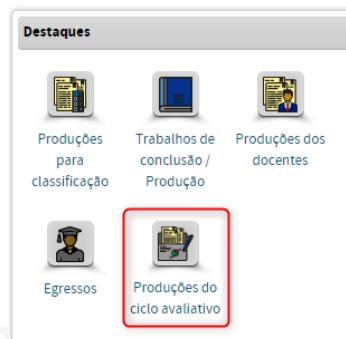 Destaques
Produções
para
classificação
Trabalhos de
conclusão /
Produção
Produções dos
docentes
Egressos
Produções do
ciclo avaliativo